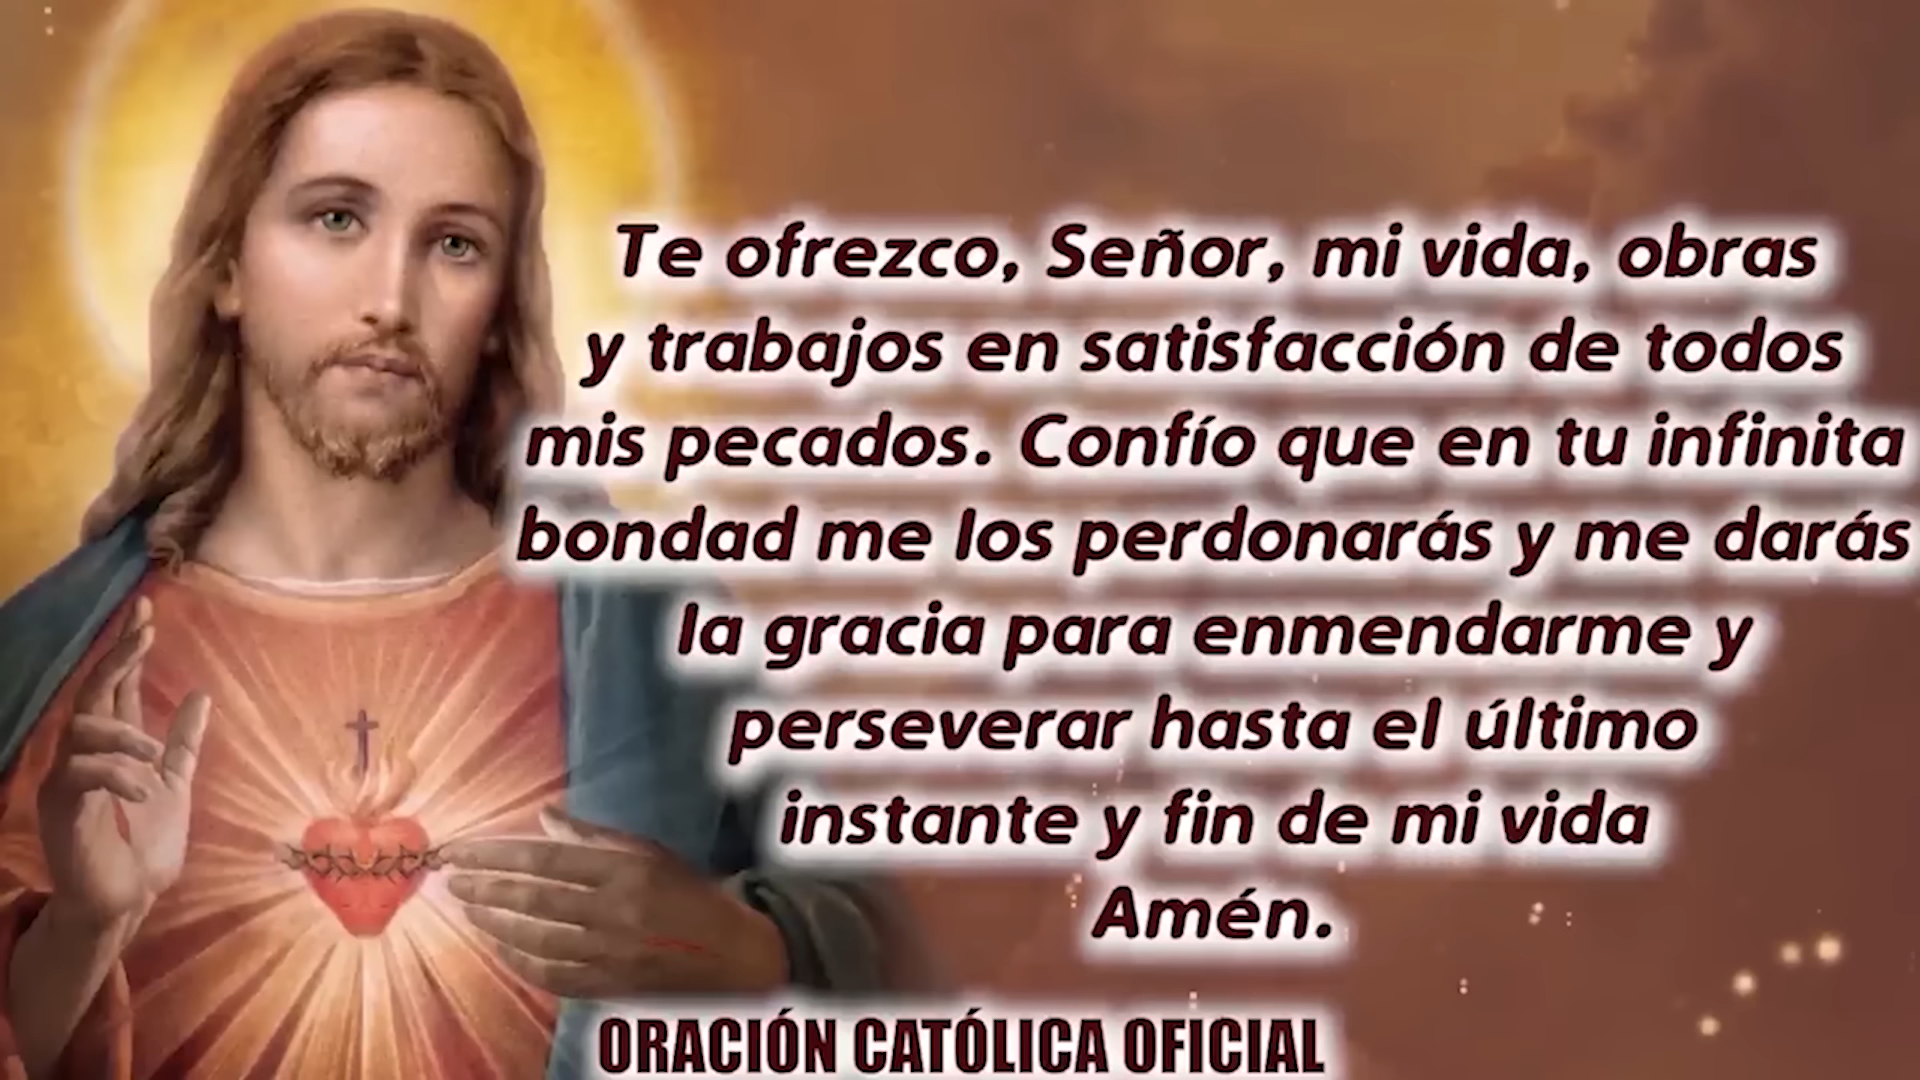 Te ofrezco, Señor, mi vida, obras
y trabajos en satisfacción de todos
mis pecados. Confío que en tu infinita
bondad me los perdonarás y me darás
la gracia para enmendarme y
perseverar hasta el último
instante y fin de mi vida
Amén.
ORACIÓN CATÓLICA OFICIAL